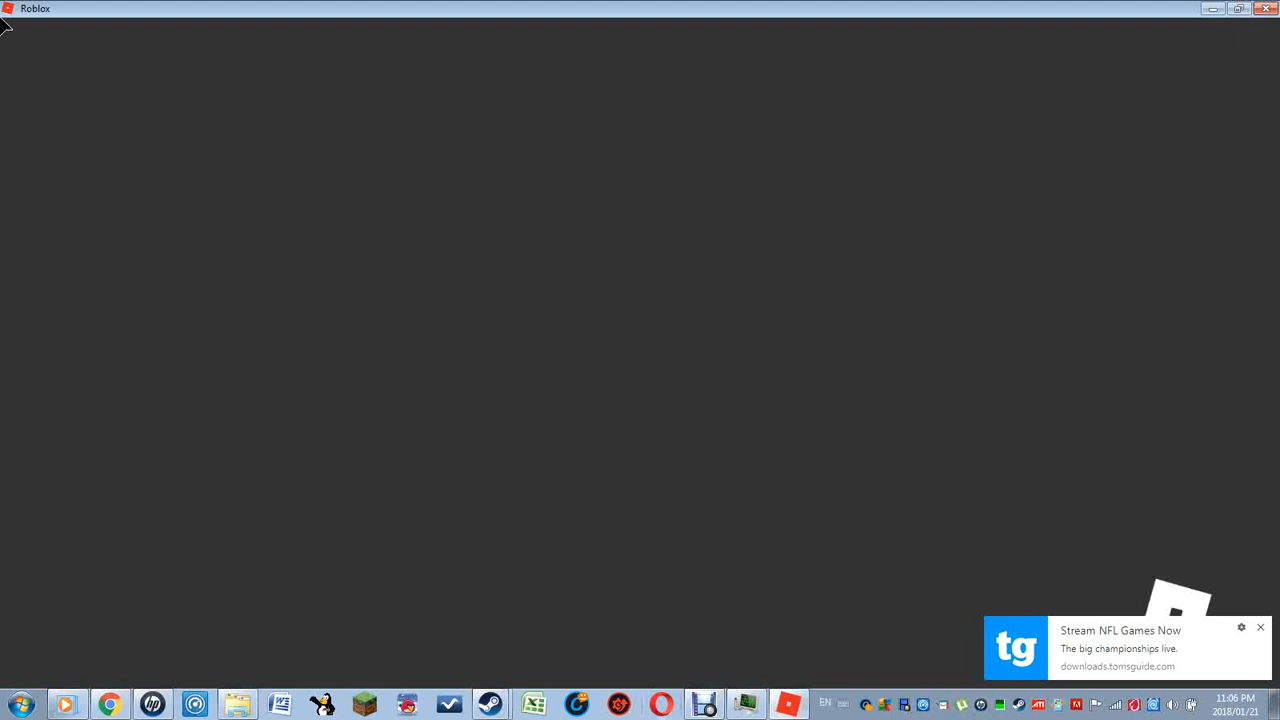 Roblox
tg
Stream NFL Games Now
The big championships live.
downloads.tomsguide.com
EN
11:06 PM
2018/01/21